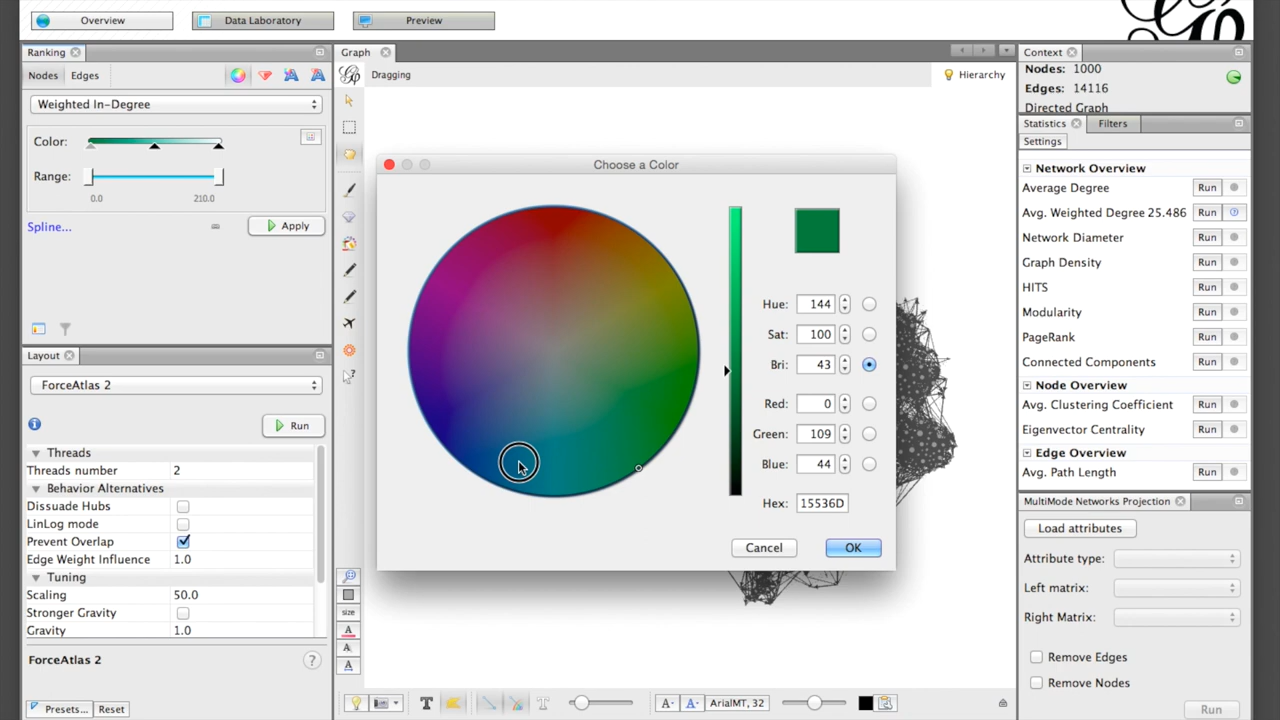 Overview
Data Laboratory
Preview
Ranking
Nodes Edges
Weighted In-Degree
Color:
Range:
0.0 210.0
Spline...
Apply
Layout
ForceAtlas 2
Run
Threads
Threads number 2
Behavior Alternatives
Dissuade Hubs
LinLog mode
Prevent Overlap
Edge Weight Influence 1.0
Tuning
Scaling 50.0
Stronger Gravity
Gravity 1.0
ForceAtlas 2
?
Presets... Reset
Graph
Dragging
Hierarchy
size
A
A
A
T
T
A- A- ArialMT, 32
Choose a Color
Hue: 144
Sat: 100
Bri: 43
Red: 0
Green: 109
Blue: 44
Hex: 15536D
Cancel OK
Context
Nodes: 1000
Edges: 14116
Directed Graph
Statistics Filters
Settings
Network Overview
Average Degree Run
Avg. Weighted Degree 25.486 Run
Network Diameter Run
Graph Density Run
HITS Run
Modularity Run
PageRank Run
Connected Components Run
Node Overview
Avg. Clustering Coefficient Run
Eigenvector Centrality Run
Edge Overview
Avg. Path Length Run
MultiMode Networks Projection
Load attributes
Attribute type:
Left matrix:
Right Matrix:
Remove Edges
Remove Nodes
Run